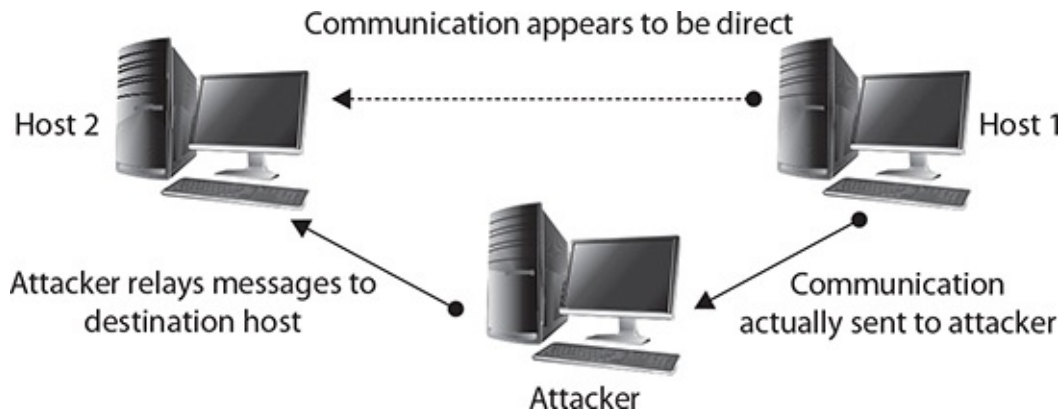 Communication appears to be direct
Host 2
Host 1
Attacker relays messages to
destination host
Communication
actually sent to attacker
Attacker